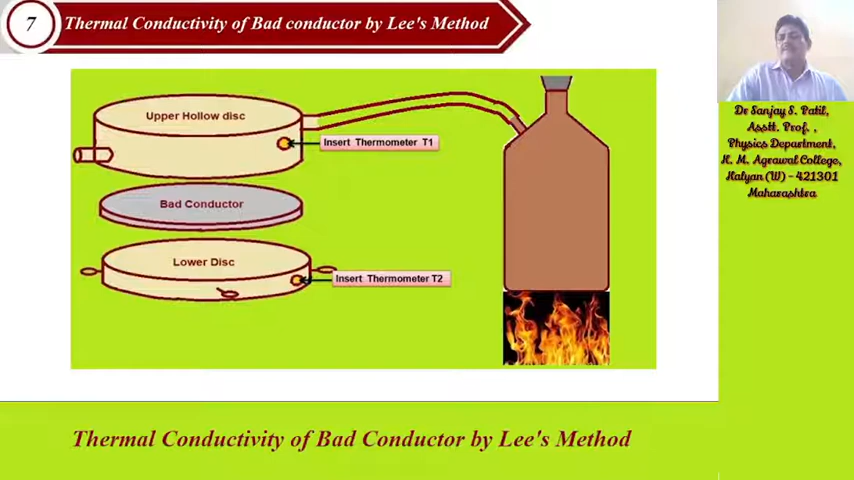 7
Thermal Conductivity of Bad conductor by Lee's Method
Upper Hollow disc
Insert Thermometer T1
Bad Conductor
Lower Disc
Insert Thermometer T2
Thermal Conductivity of Bad Conductor by Lee's Method
Dr Sanjay S. Patil,
Asstt. Prof. ,
Physics Department,
K. M. Agrawal College,
Kalyan (W) - 421301
Maharashtra